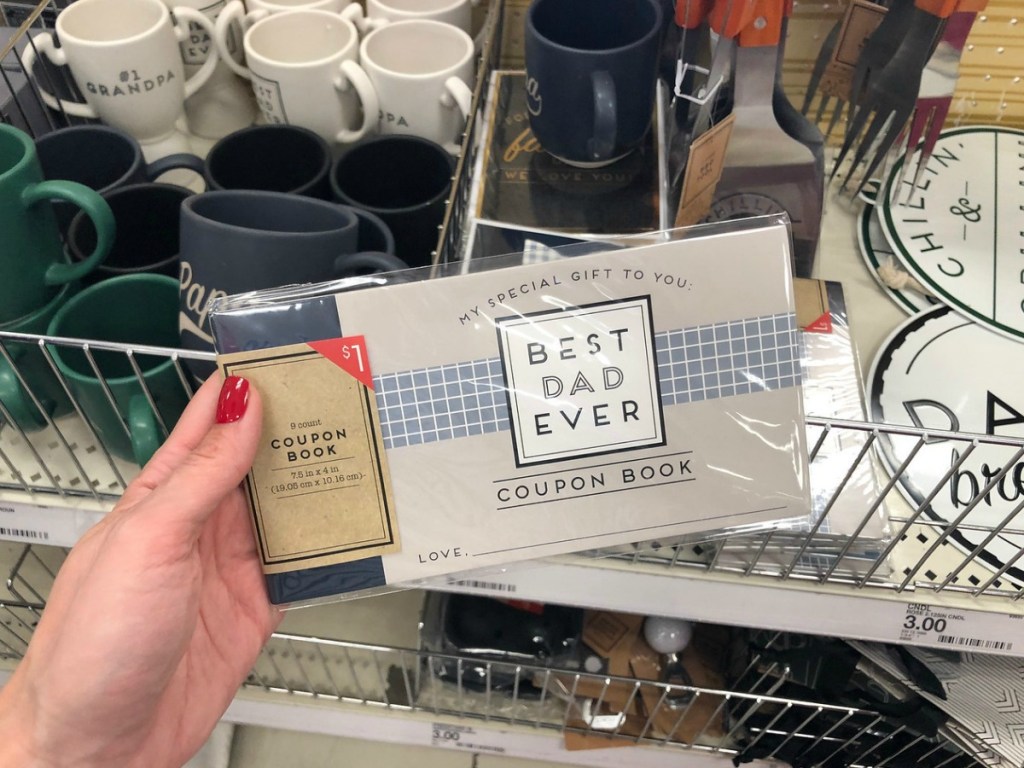 #1
GRANDPA
WE LOVE YOU
CHILLIN'
&
Papa
MY SPECIAL GIFT TO YOU:
BEST
DAD
EVER
COUPON BOOK
LOVE,
$1
9 count
COUPON
BOOK
7.5 in x 4 in
(19.05 cm x 10.16 cm)
CNDL
3.00
3.00